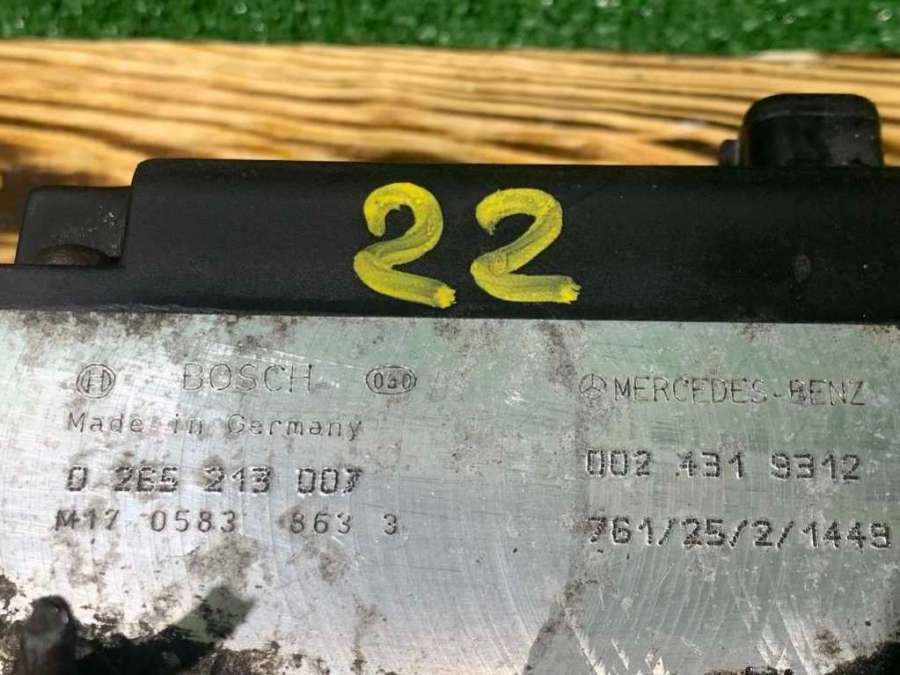 22
BOSCH 030
Made in Germany
0 265 213 007
M17 0583 863 3
MERCEDES-BENZ
002 431 9312
761/25/2/1449